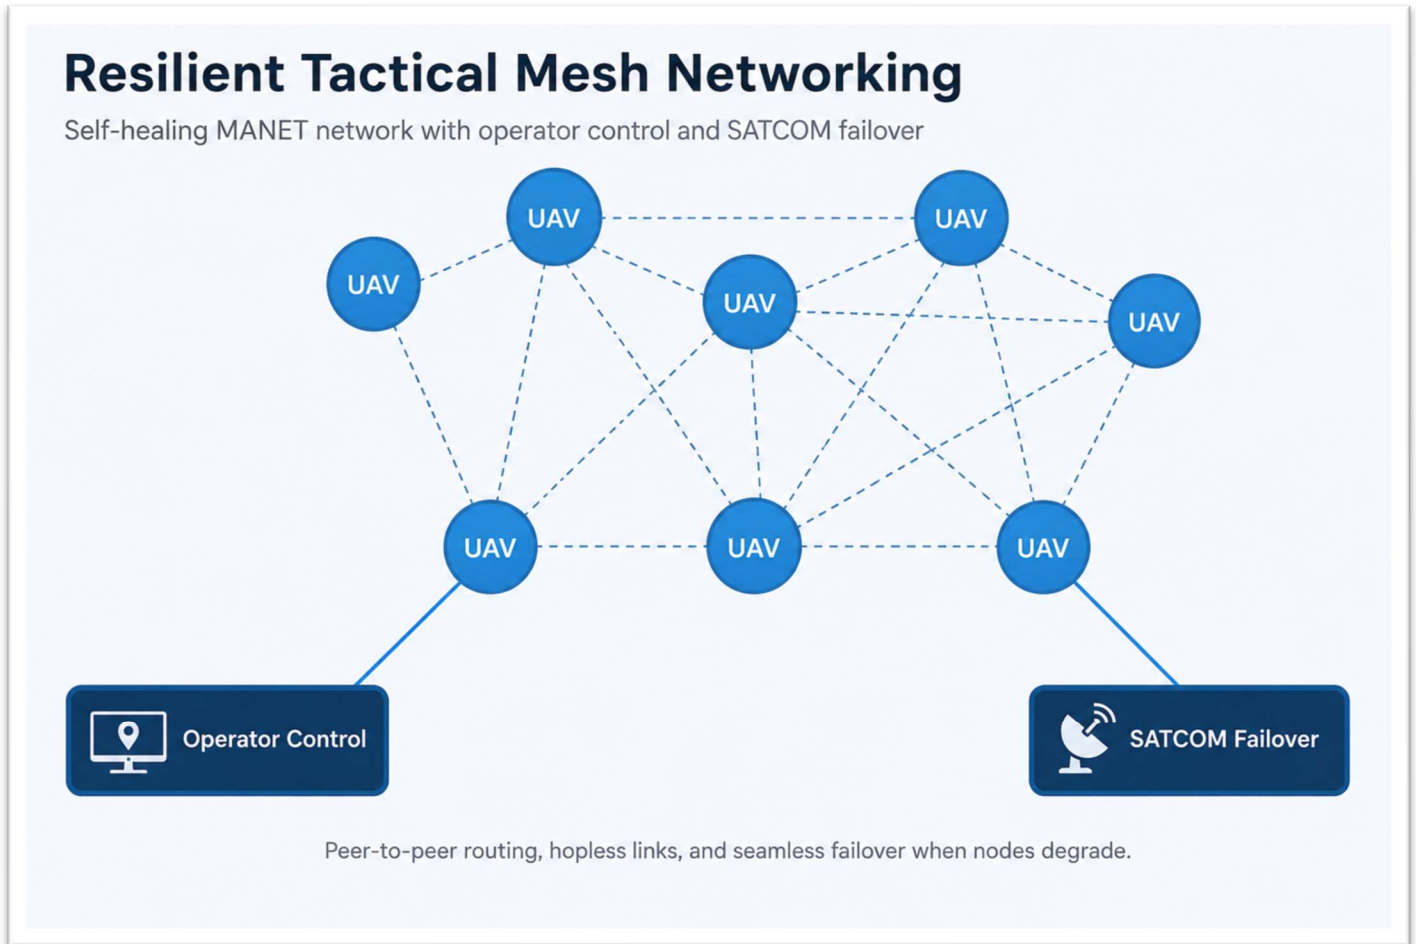 Resilient Tactical Mesh Networking
Self-healing MANET network with operator control and SATCOM failover
UAV
UAV
UAV
UAV
UAV
UAV
UAV
UAV
Operator Control
SATCOM Failover
Peer-to-peer routing, hopless links, and seamless failover when nodes degrade.